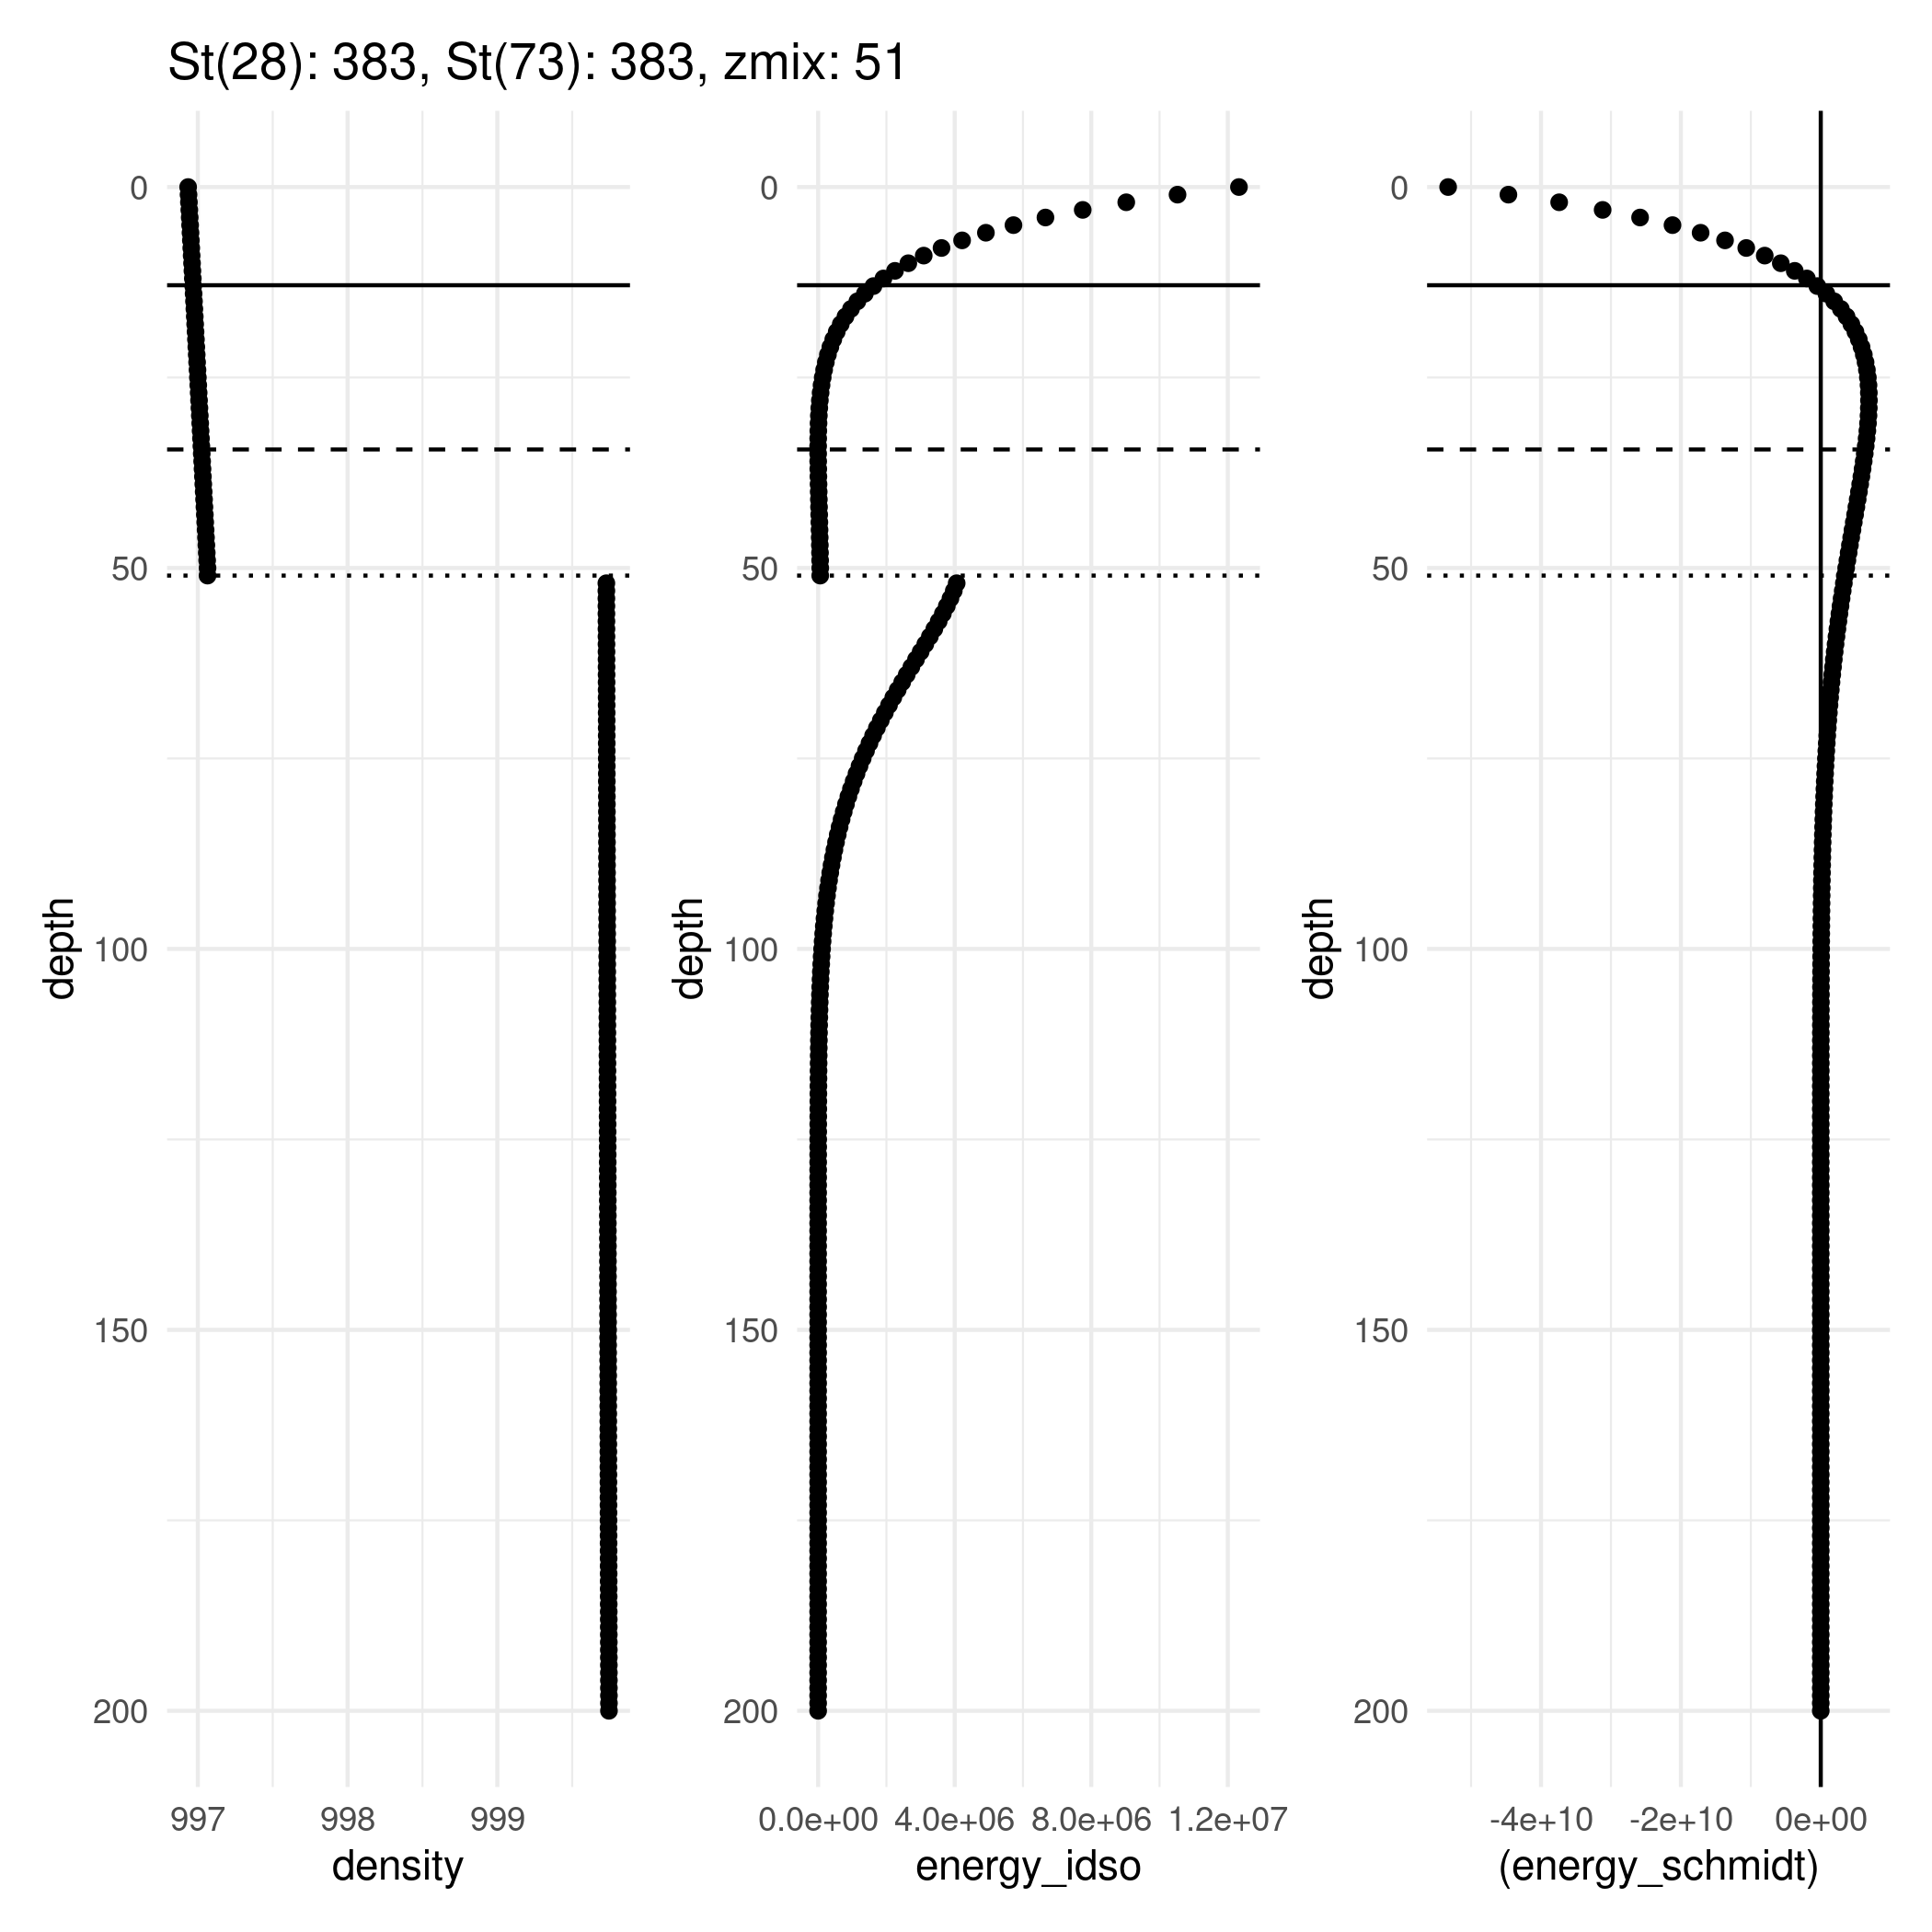 St(28): 383, St(73): 383, zmix: 51
0
50
100
150
200
depth
997
998
999
density
0
50
100
150
200
depth
0.0e+00
4.0e+06
8.0e+06
1.2e+07
energy_idso
0
50
100
150
200
depth
-4e+10
-2e+10
0e+00
(energy_schmidt)